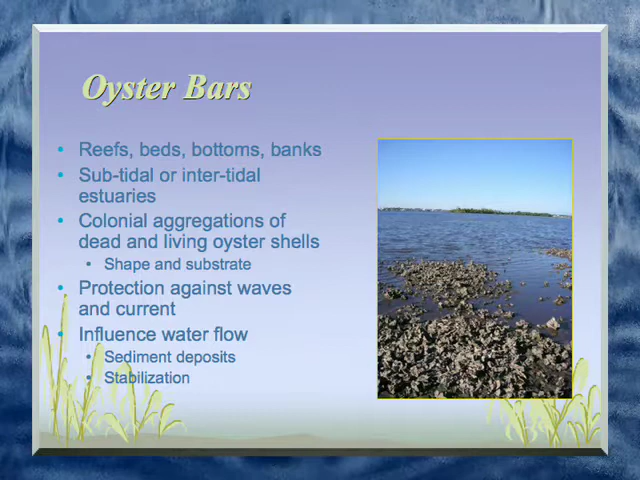 Oyster Bars
• Reefs, beds, bottoms, banks
• Sub-tidal or inter-tidal
estuaries
• Colonial aggregations of
dead and living oyster shells
• Shape and substrate
• Protection against waves
and current
• Influence water flow
• Sediment deposits
• Stabilization